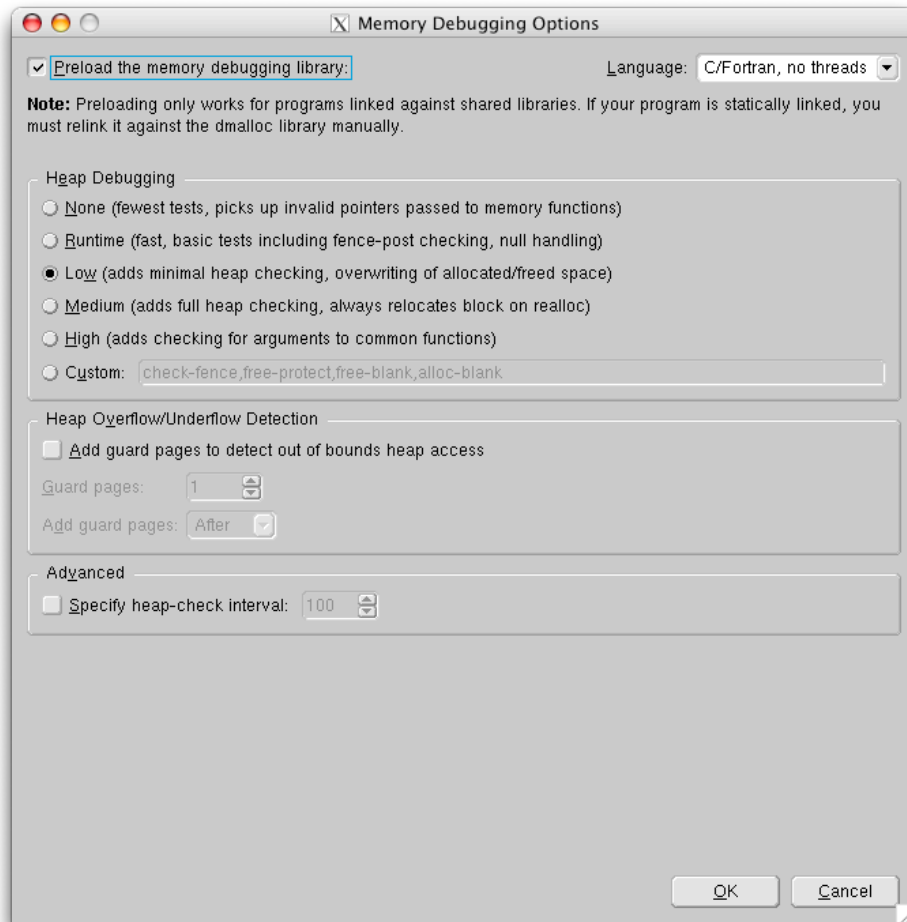 Memory Debugging Options
Preload the memory debugging library:
Language: C/Fortran, no threads
Note: Preloading only works for programs linked against shared libraries. If your program is statically linked, you
must relink it against the dmalloc library manually.
Heap Debugging
None (fewest tests, picks up invalid pointers passed to memory functions)
Runtime (fast, basic tests including fence-post checking, null handling)
Low (adds minimal heap checking, overwriting of allocated/freed space)
Medium (adds full heap checking, always relocates block on realloc)
High (adds checking for arguments to common functions)
Custom: check-fence,free-protect,free-blank,alloc-blank
Heap Overflow/Underflow Detection
Add guard pages to detect out of bounds heap access
Guard pages: 1
Add guard pages: After
Advanced
Specify heap-check interval: 100
OK Cancel